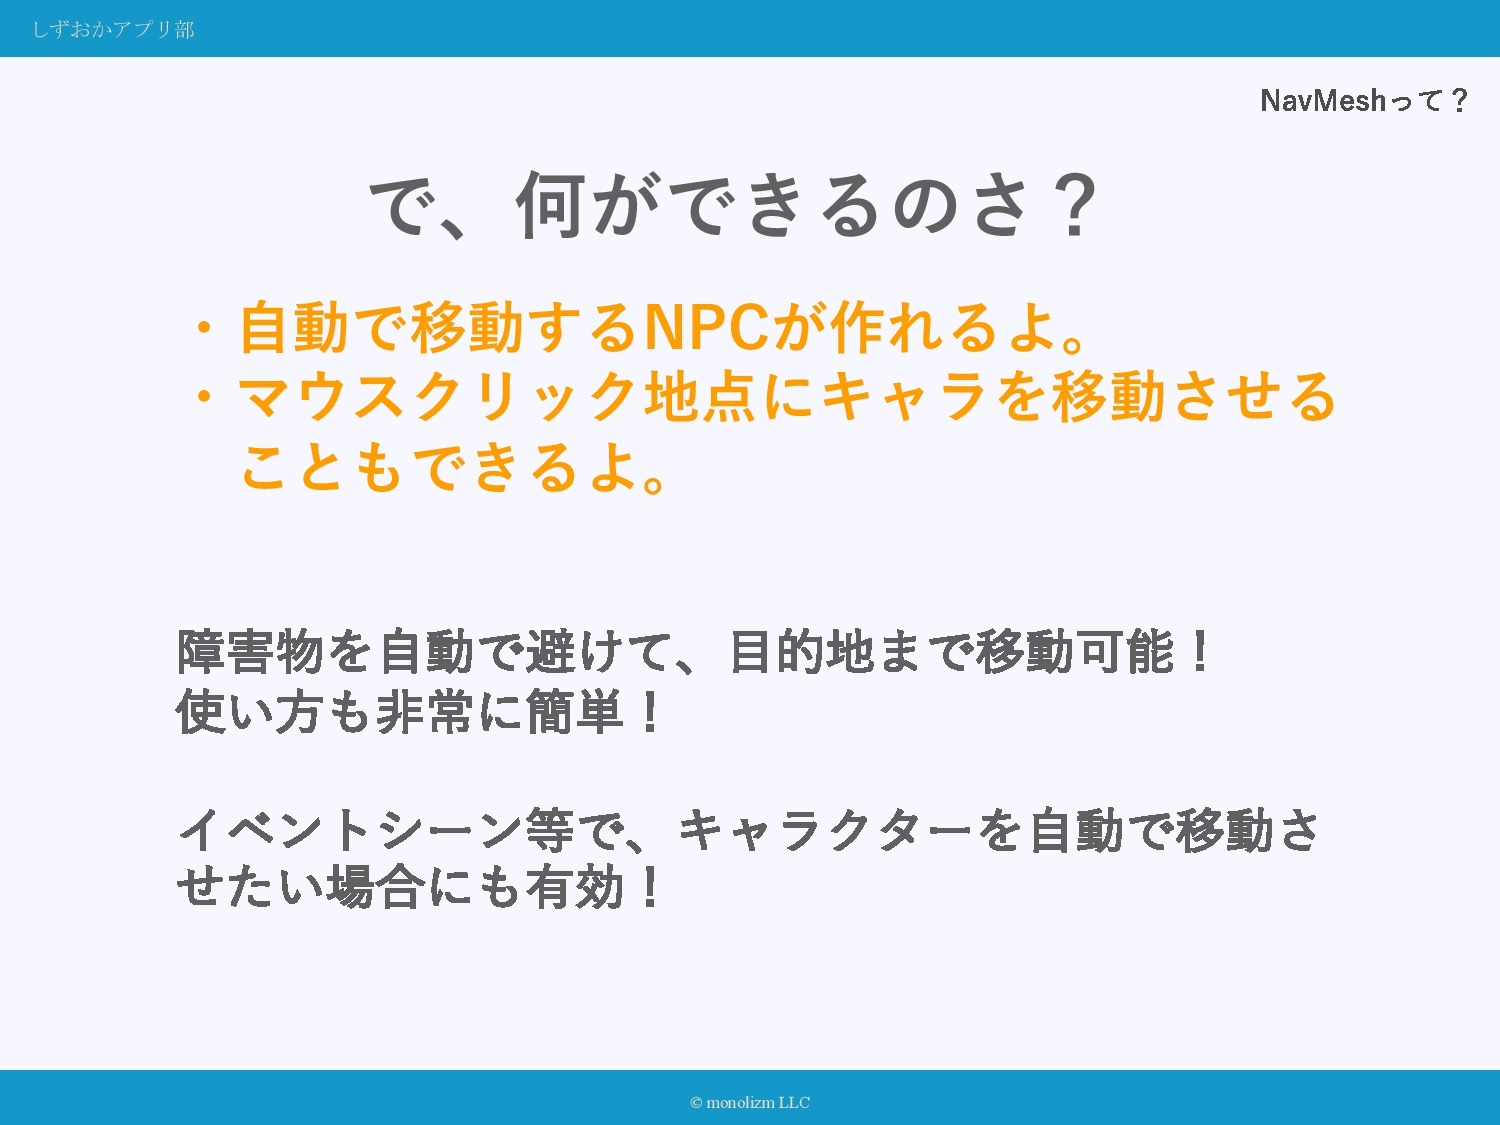 しずおかアプリ部
NavMeshって？
で、何ができるのさ？
・自動で移動するNPCが作れるよ。
・マウスクリック地点にキャラを移動させる
こともできるよ。
障害物を自動で避けて、目的地まで移動可能！
使い方も非常に簡単！
イベントシーン等で、キャラクターを自動で移動さ
せたい場合にも有効！
© monolizm LLC